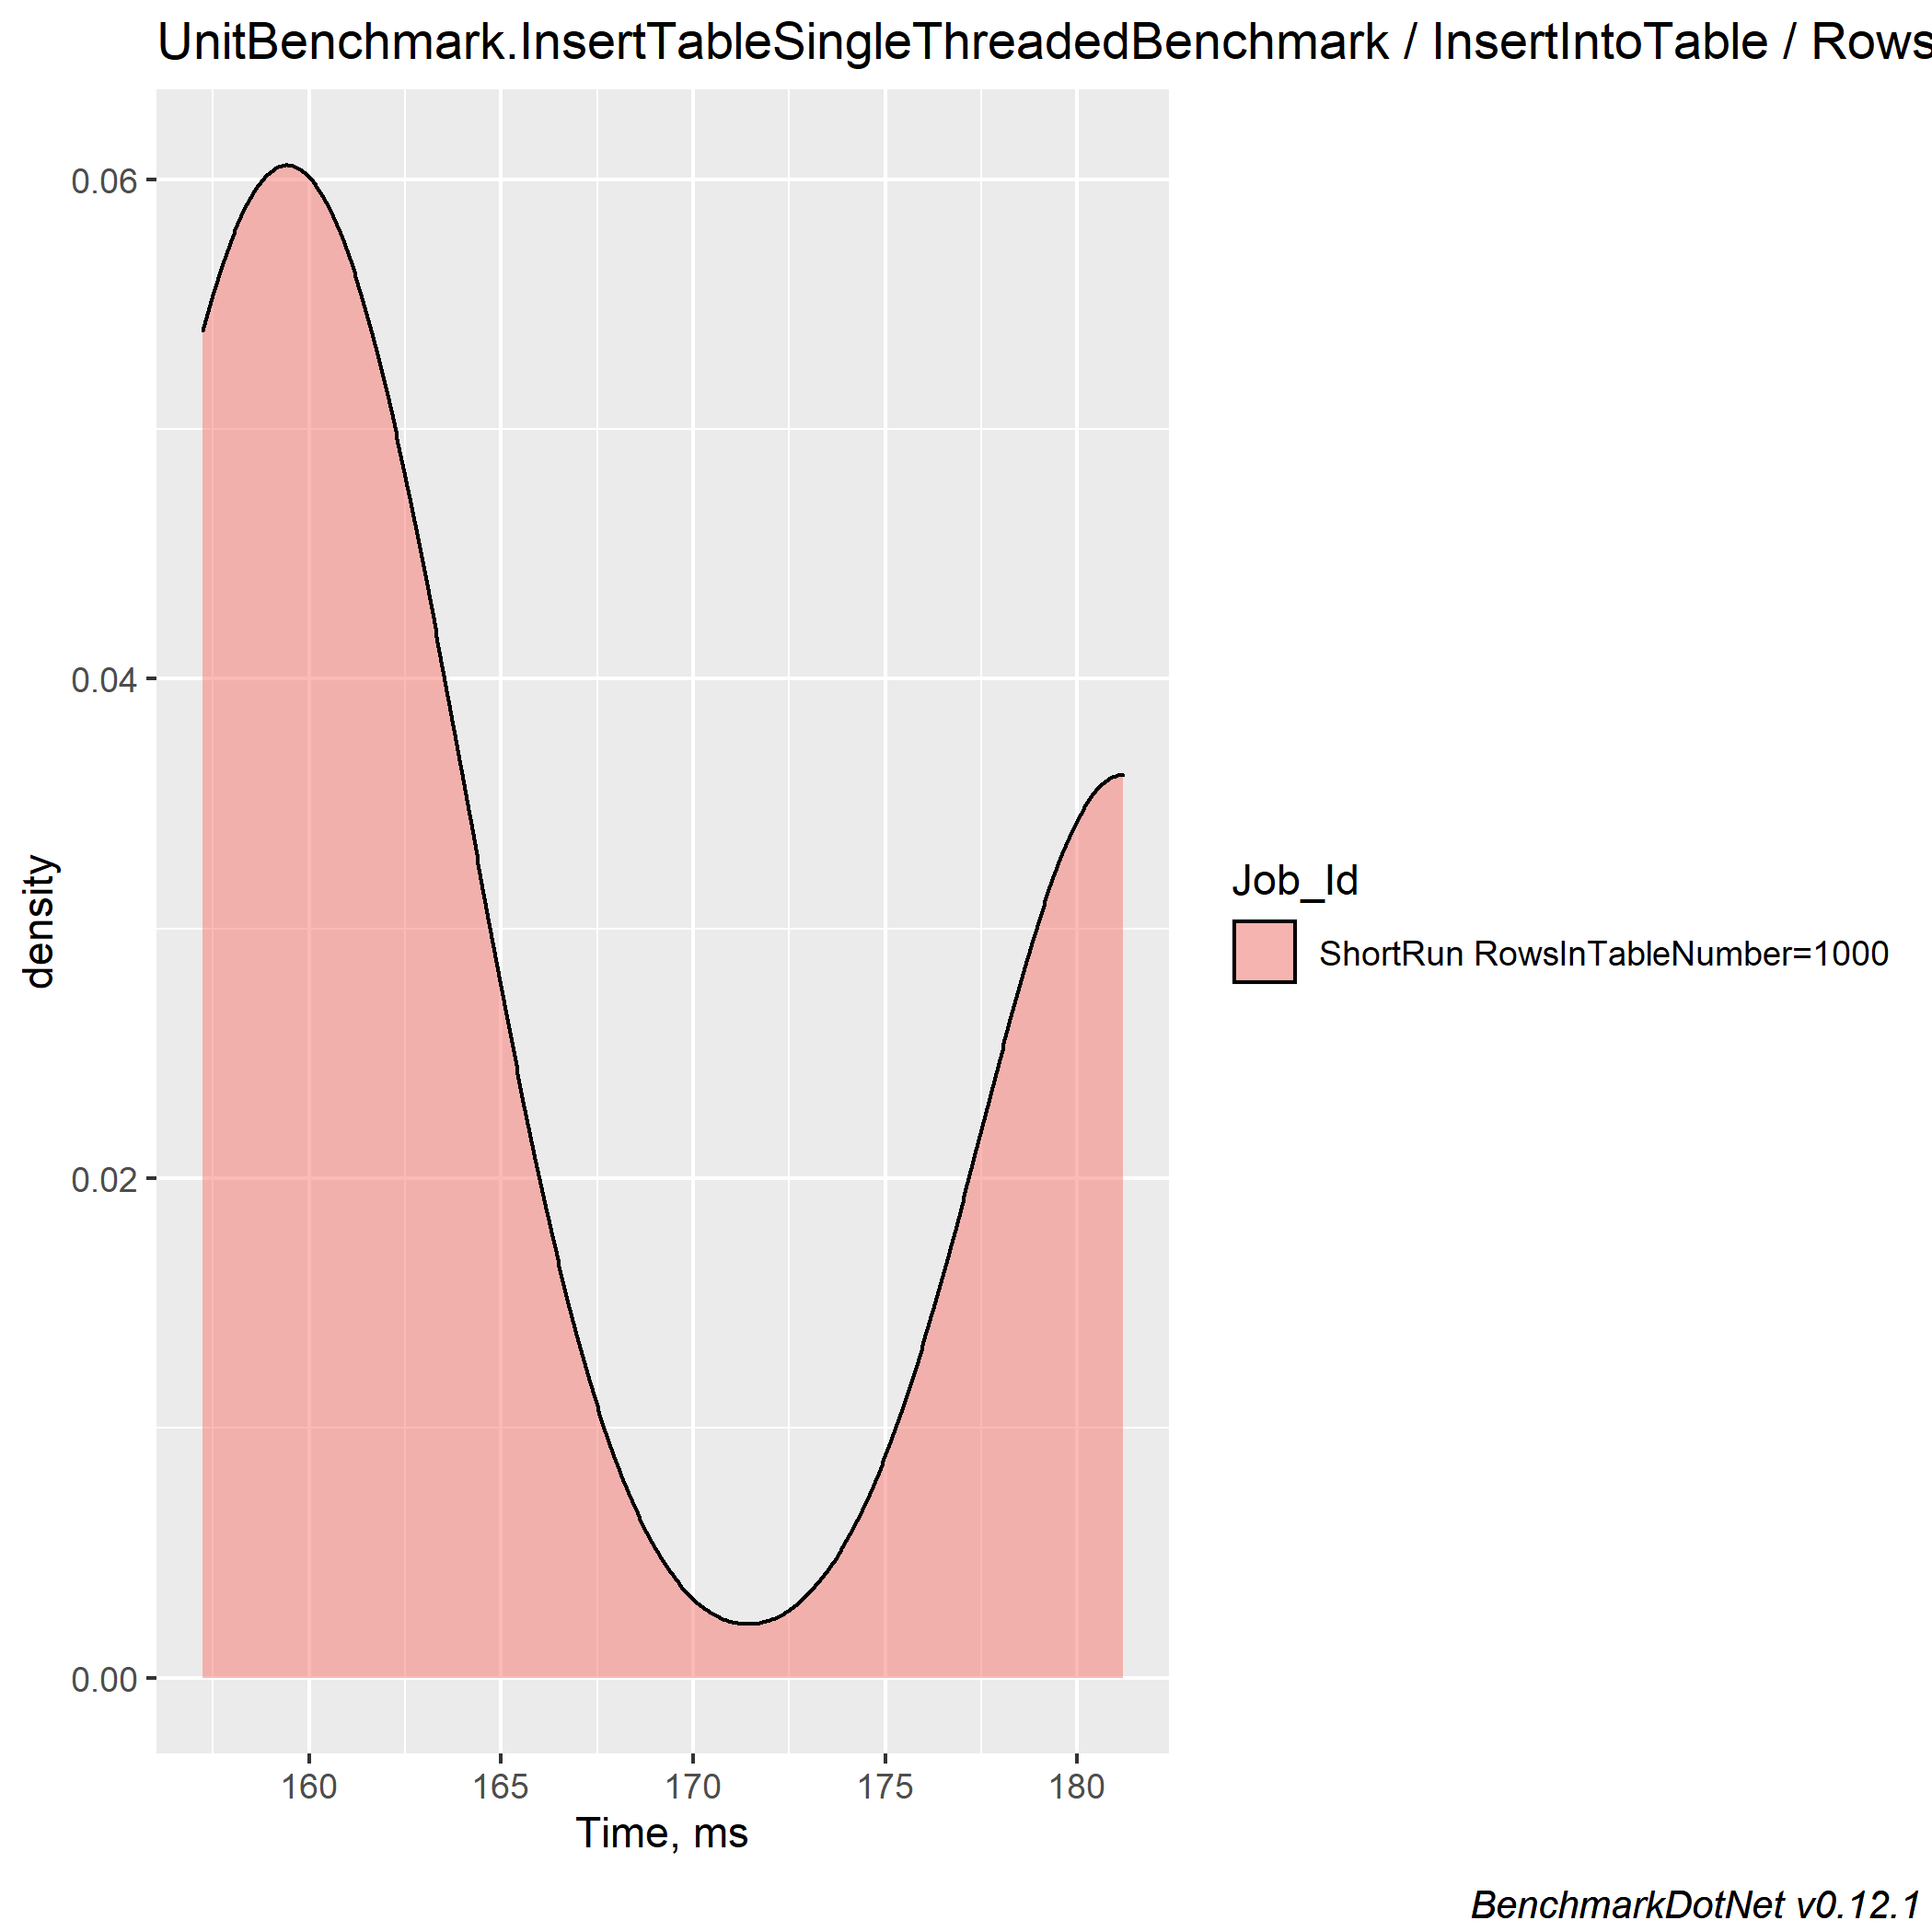 UnitBenchmark.InsertTableSingleThreadedBenchmark / InsertIntoTable / Rows
0.06
0.04
0.02
0.00
density
160 165 170 175 180
Time, ms
Job_Id
ShortRun RowsInTableNumber=1000
BenchmarkDotNet v0.12.1